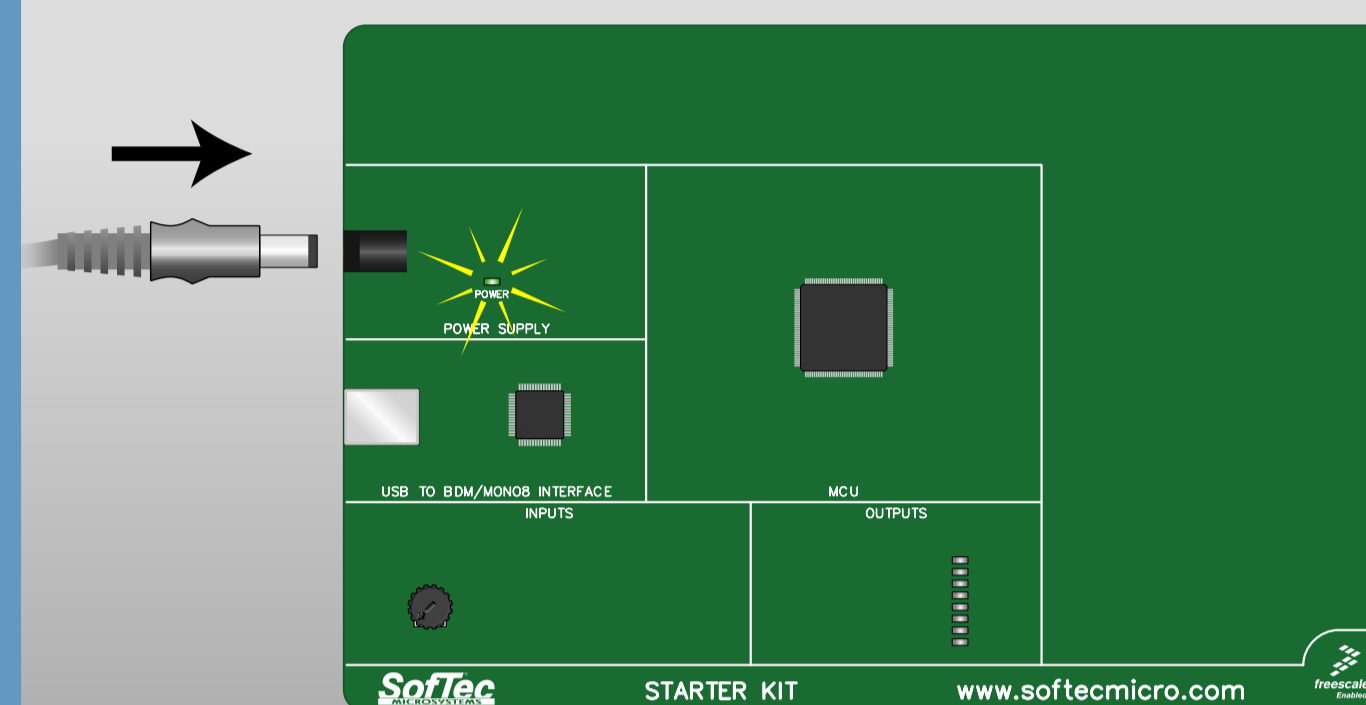 POWER
POWER SUPPLY
USB TO BDM/MON08 INTERFACE
MCU
INPUTS
OUTPUTS
SofTec
MICROSYSTEMS
STARTER KIT
www.softecmicro.com
freescale
Enabled